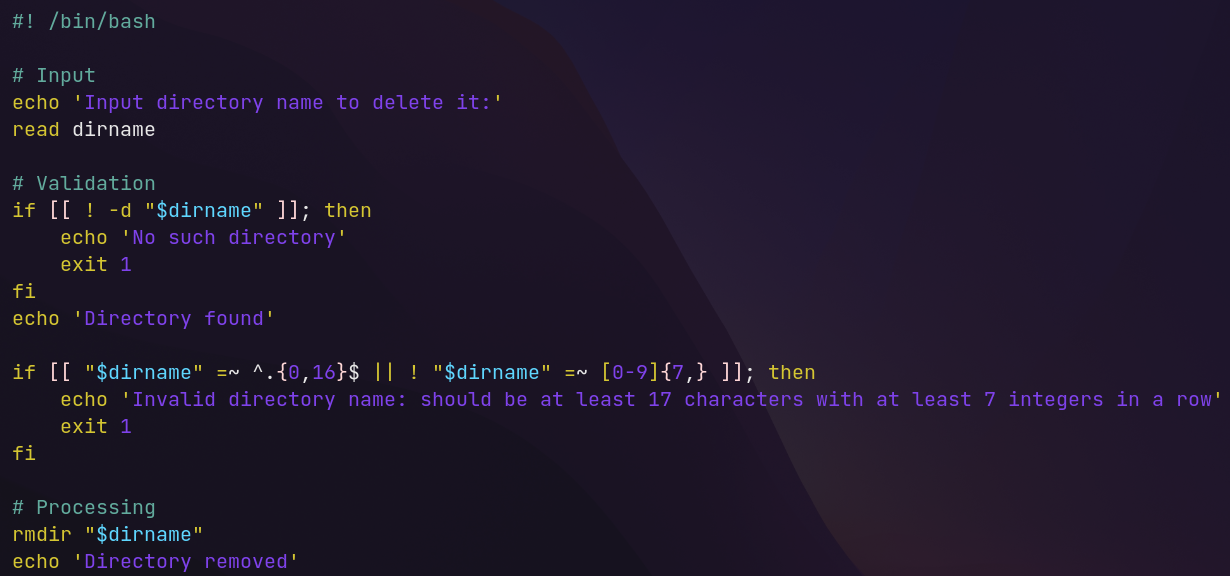 #! /bin/bash

# Input
echo 'Input directory name to delete it:'
read dirname

# Validation
if [[ ! -d "$dirname" ]]; then
    echo 'No such directory'
    exit 1
fi
echo 'Directory found'

if [[ "$dirname" =~ ^.{0,16}$ || ! "$dirname" =~ [0-9]{7,} ]]; then
    echo 'Invalid directory name: should be at least 17 characters with at least 7 integers in a row'
    exit 1
fi

# Processing
rmdir "$dirname"
echo 'Directory removed'